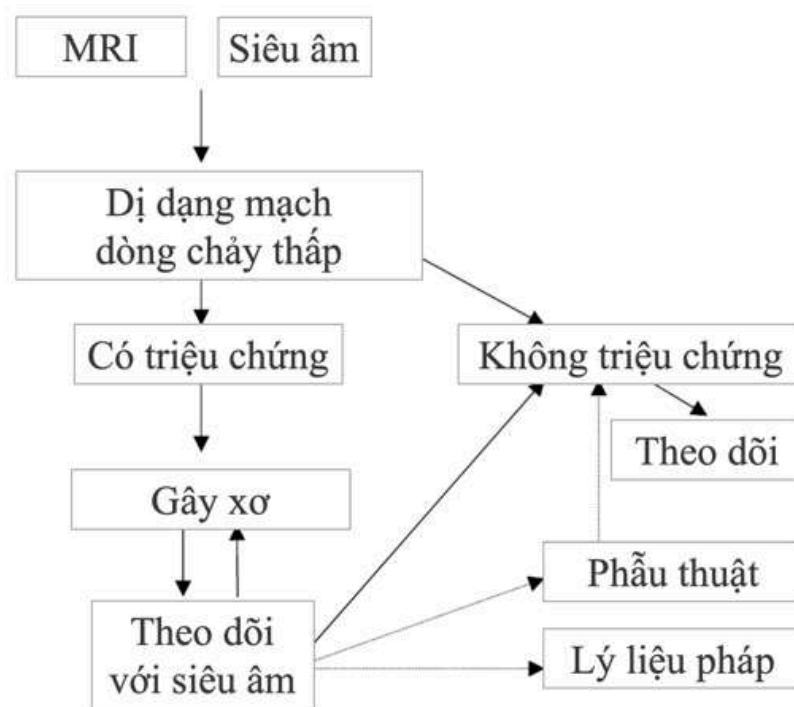 MRI
Siêu âm
Dị dạng mạch
dòng chảy thấp
Có triệu chứng
Không triệu chứng
Theo dõi
Gây xơ
Phẫu thuật
Theo dõi
với siêu âm
Lý liệu pháp